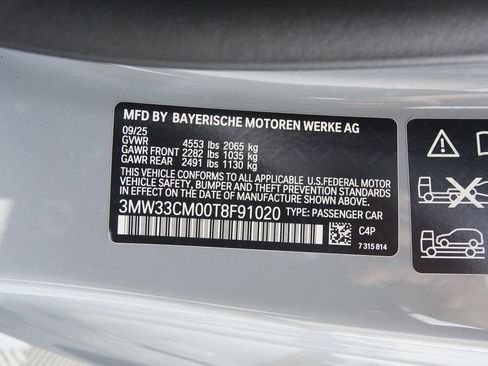 MFD BY BAYERISCHE MOTOREN WERKE AG
09/25
GVWR 4553 lbs 2065 kg
GAWR FRONT 2282 lbs 1035 kg
GAWR REAR 2491 lbs 1130 kg
THIS VEHICLE CONFORMS TO ALL APPLICABLE U.S.FEDERAL MOTOR
VEHICLE SAFETY, BUMPER AND THEFT PREVENTION STANDARDS
IN EFFECT ON THE DATE OF MANUFACTURE SHOWN ABOVE.
3MW33CM00T8F91020 TYPE: PASSENGER CAR
C4P
7 315 814